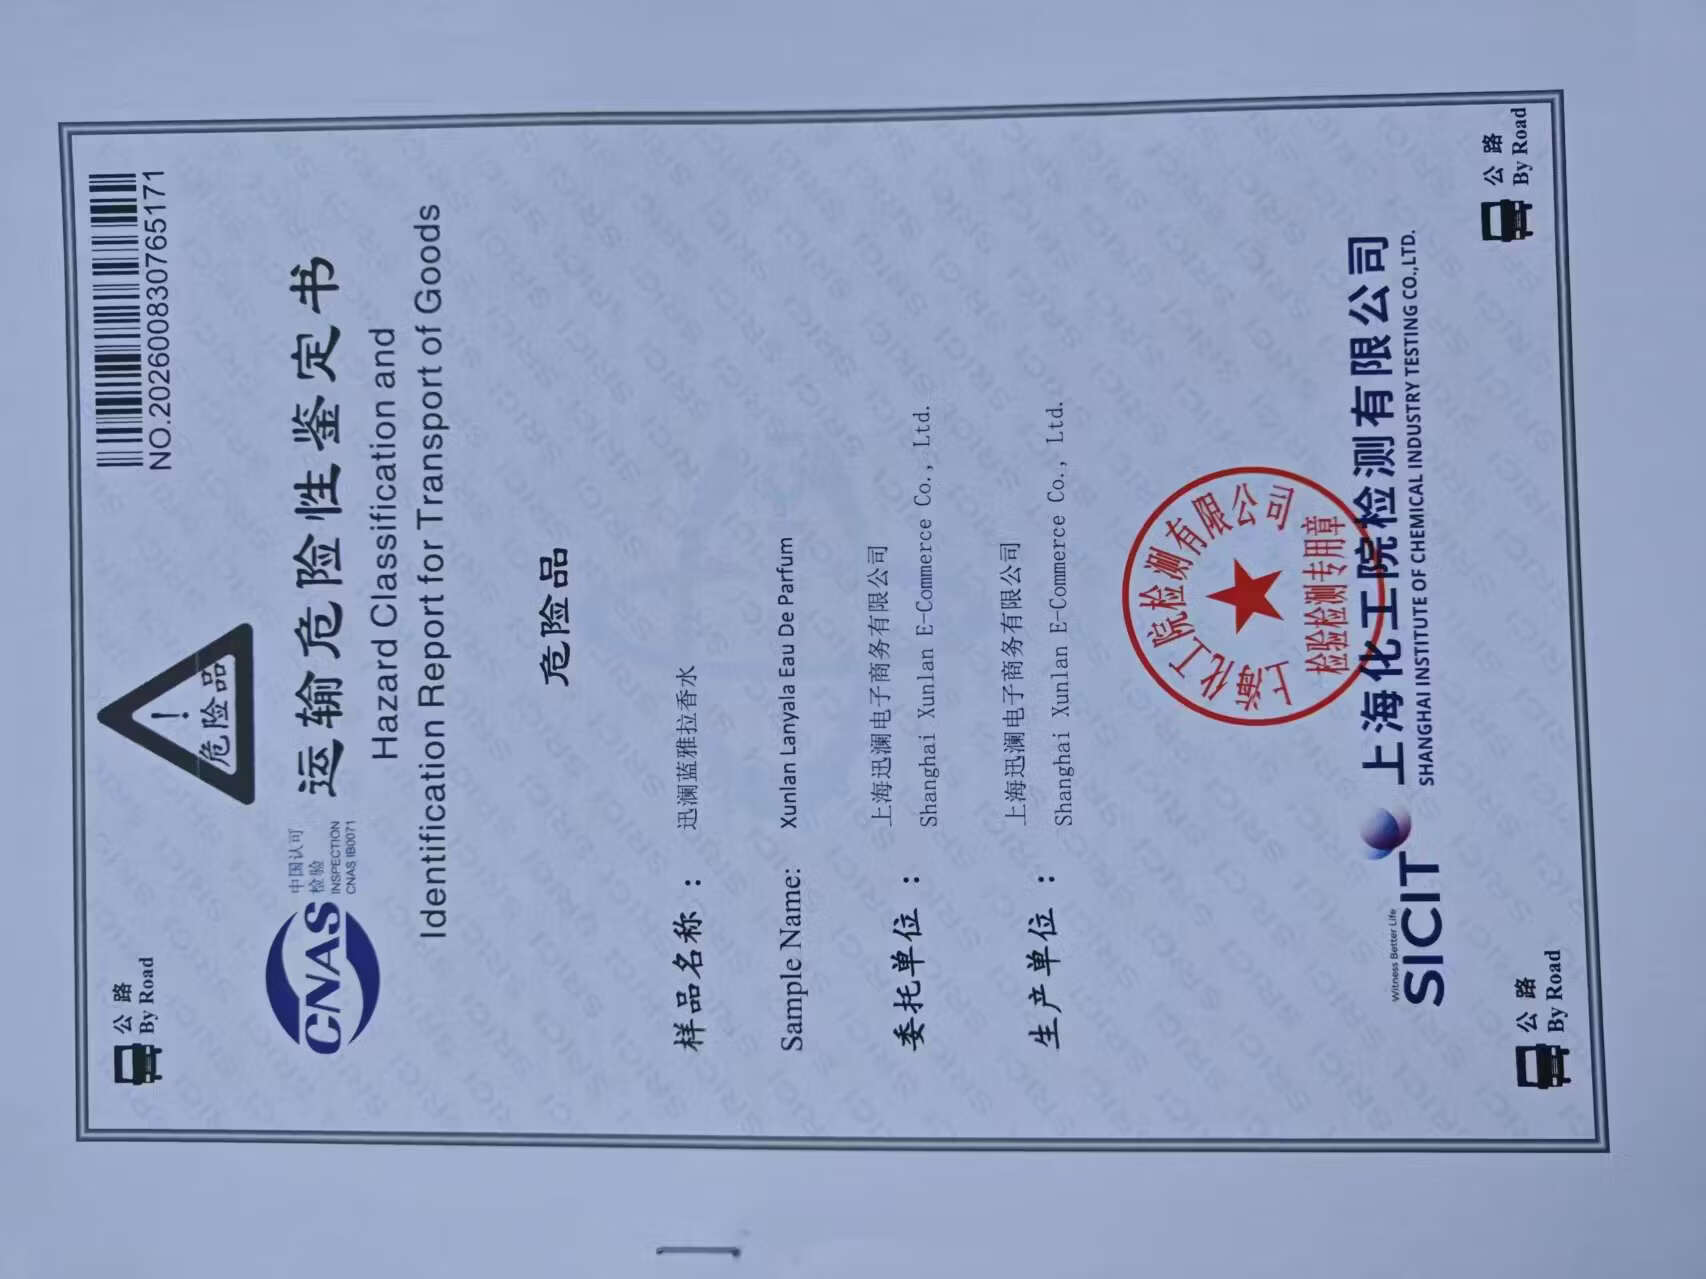 公路
By Road
危险品
NO.2026008307651​71
CNAS
中国认可
检验
INSPECTION
CNAS IB0071
运输危险性鉴定书
Hazard Classification and
Identification Report for Transport of Goods
危险品
样品名称： 迅澜蓝雅拉香水
Sample Name: Xunlan Lanyala Eau De Parfum
委托单位： 上海迅澜电子商务有限公司
Shanghai Xunlan E-Commerce Co., Ltd.
生产单位： 上海迅澜电子商务有限公司
Shanghai Xunlan E-Commerce Co., Ltd.
上海化工院检测有限公司
检验检测专用章
Witness Better Life
SICIT
上海化工院检测有限公司
SHANGHAI INSTITUTE OF CHEMICAL INDUSTRY TESTING CO.,LTD.
公路
By Road
公路
By Road